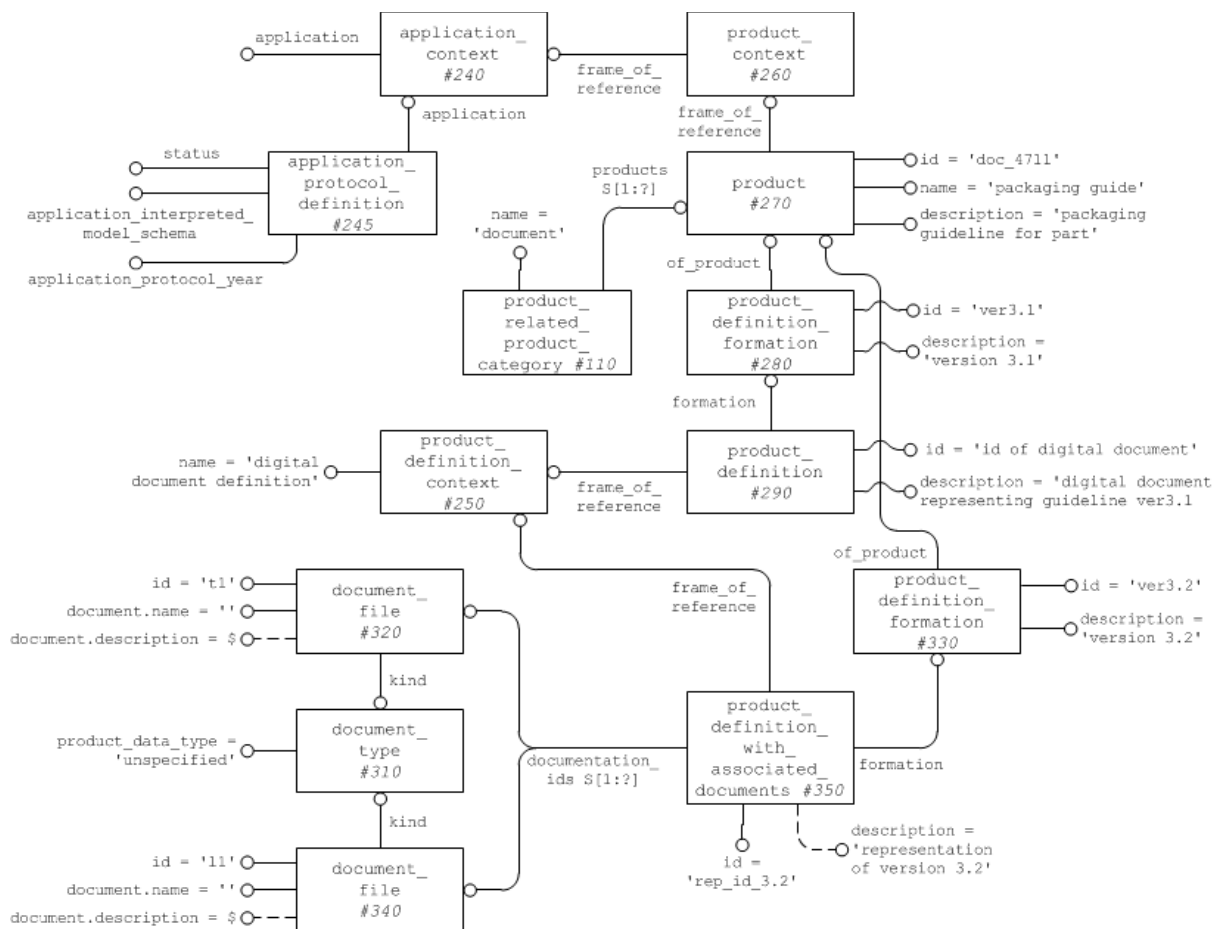 application
application_
context
#240
product_
context
#260
frame_of_
reference
application
frame_of_
reference
status
application_
protocol_
definition
#245
application_interpreted_
model_schema
application_protocol_year
products
S[1:?]
product
#270
id = 'doc_4711'
name = 'packaging guide'
description = 'packaging
guideline for part'
name =
'document'
of_product
product_
related_
product_
category #110
product_
definition_
formation
#280
id = 'ver3.1'
description =
'version 3.1'
formation
name = 'digital
document definition'
product_
definition_
context
#250
frame_of_
reference
product_
definition
#290
id = 'id of digital document'
description = 'digital document
representing guideline ver3.1
of_product
id = 't1'
document.name = ''
document.description = $
document_
file
#320
frame_of_
reference
product_
definition_
formation
#330
id = 'ver3.2'
description =
'version 3.2'
kind
product_data_type =
'unspecified'
document_
type
#310
documentation_
ids S[1:?]
product_
definition_
with_
associated_
documents #350
formation
kind
id = 'l1'
document.name = ''
document.description = $
document_
file
#340
id =
'rep_id_3.2'
description =
'representation
of version 3.2'